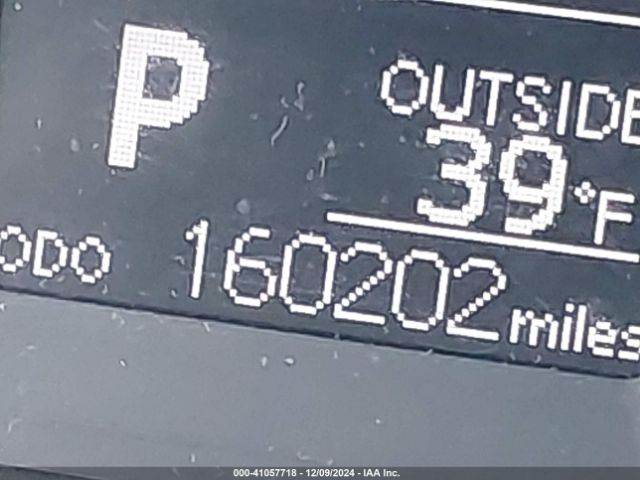 P
OUTSIDE
39°F
ODO 160202 miles
000-41057718 - 12/09/2024 - IAA Inc.